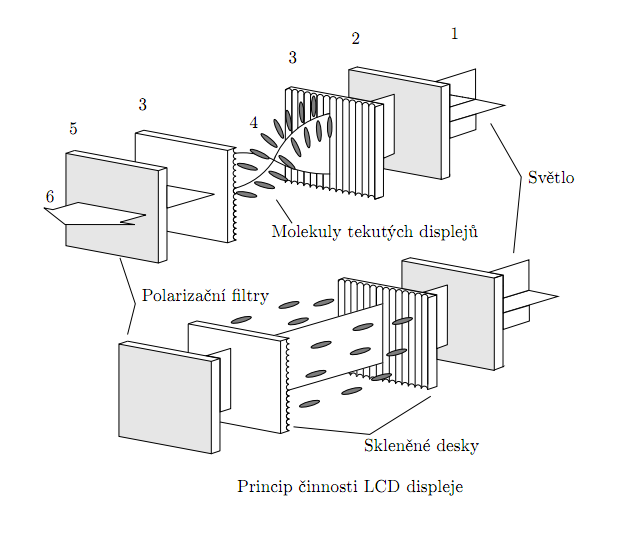 1
2
3
3
4
5
6
Světlo
Molekuly tekutých displejů
Polarizační filtry
Skleněné desky
Princip činnosti LCD displeje